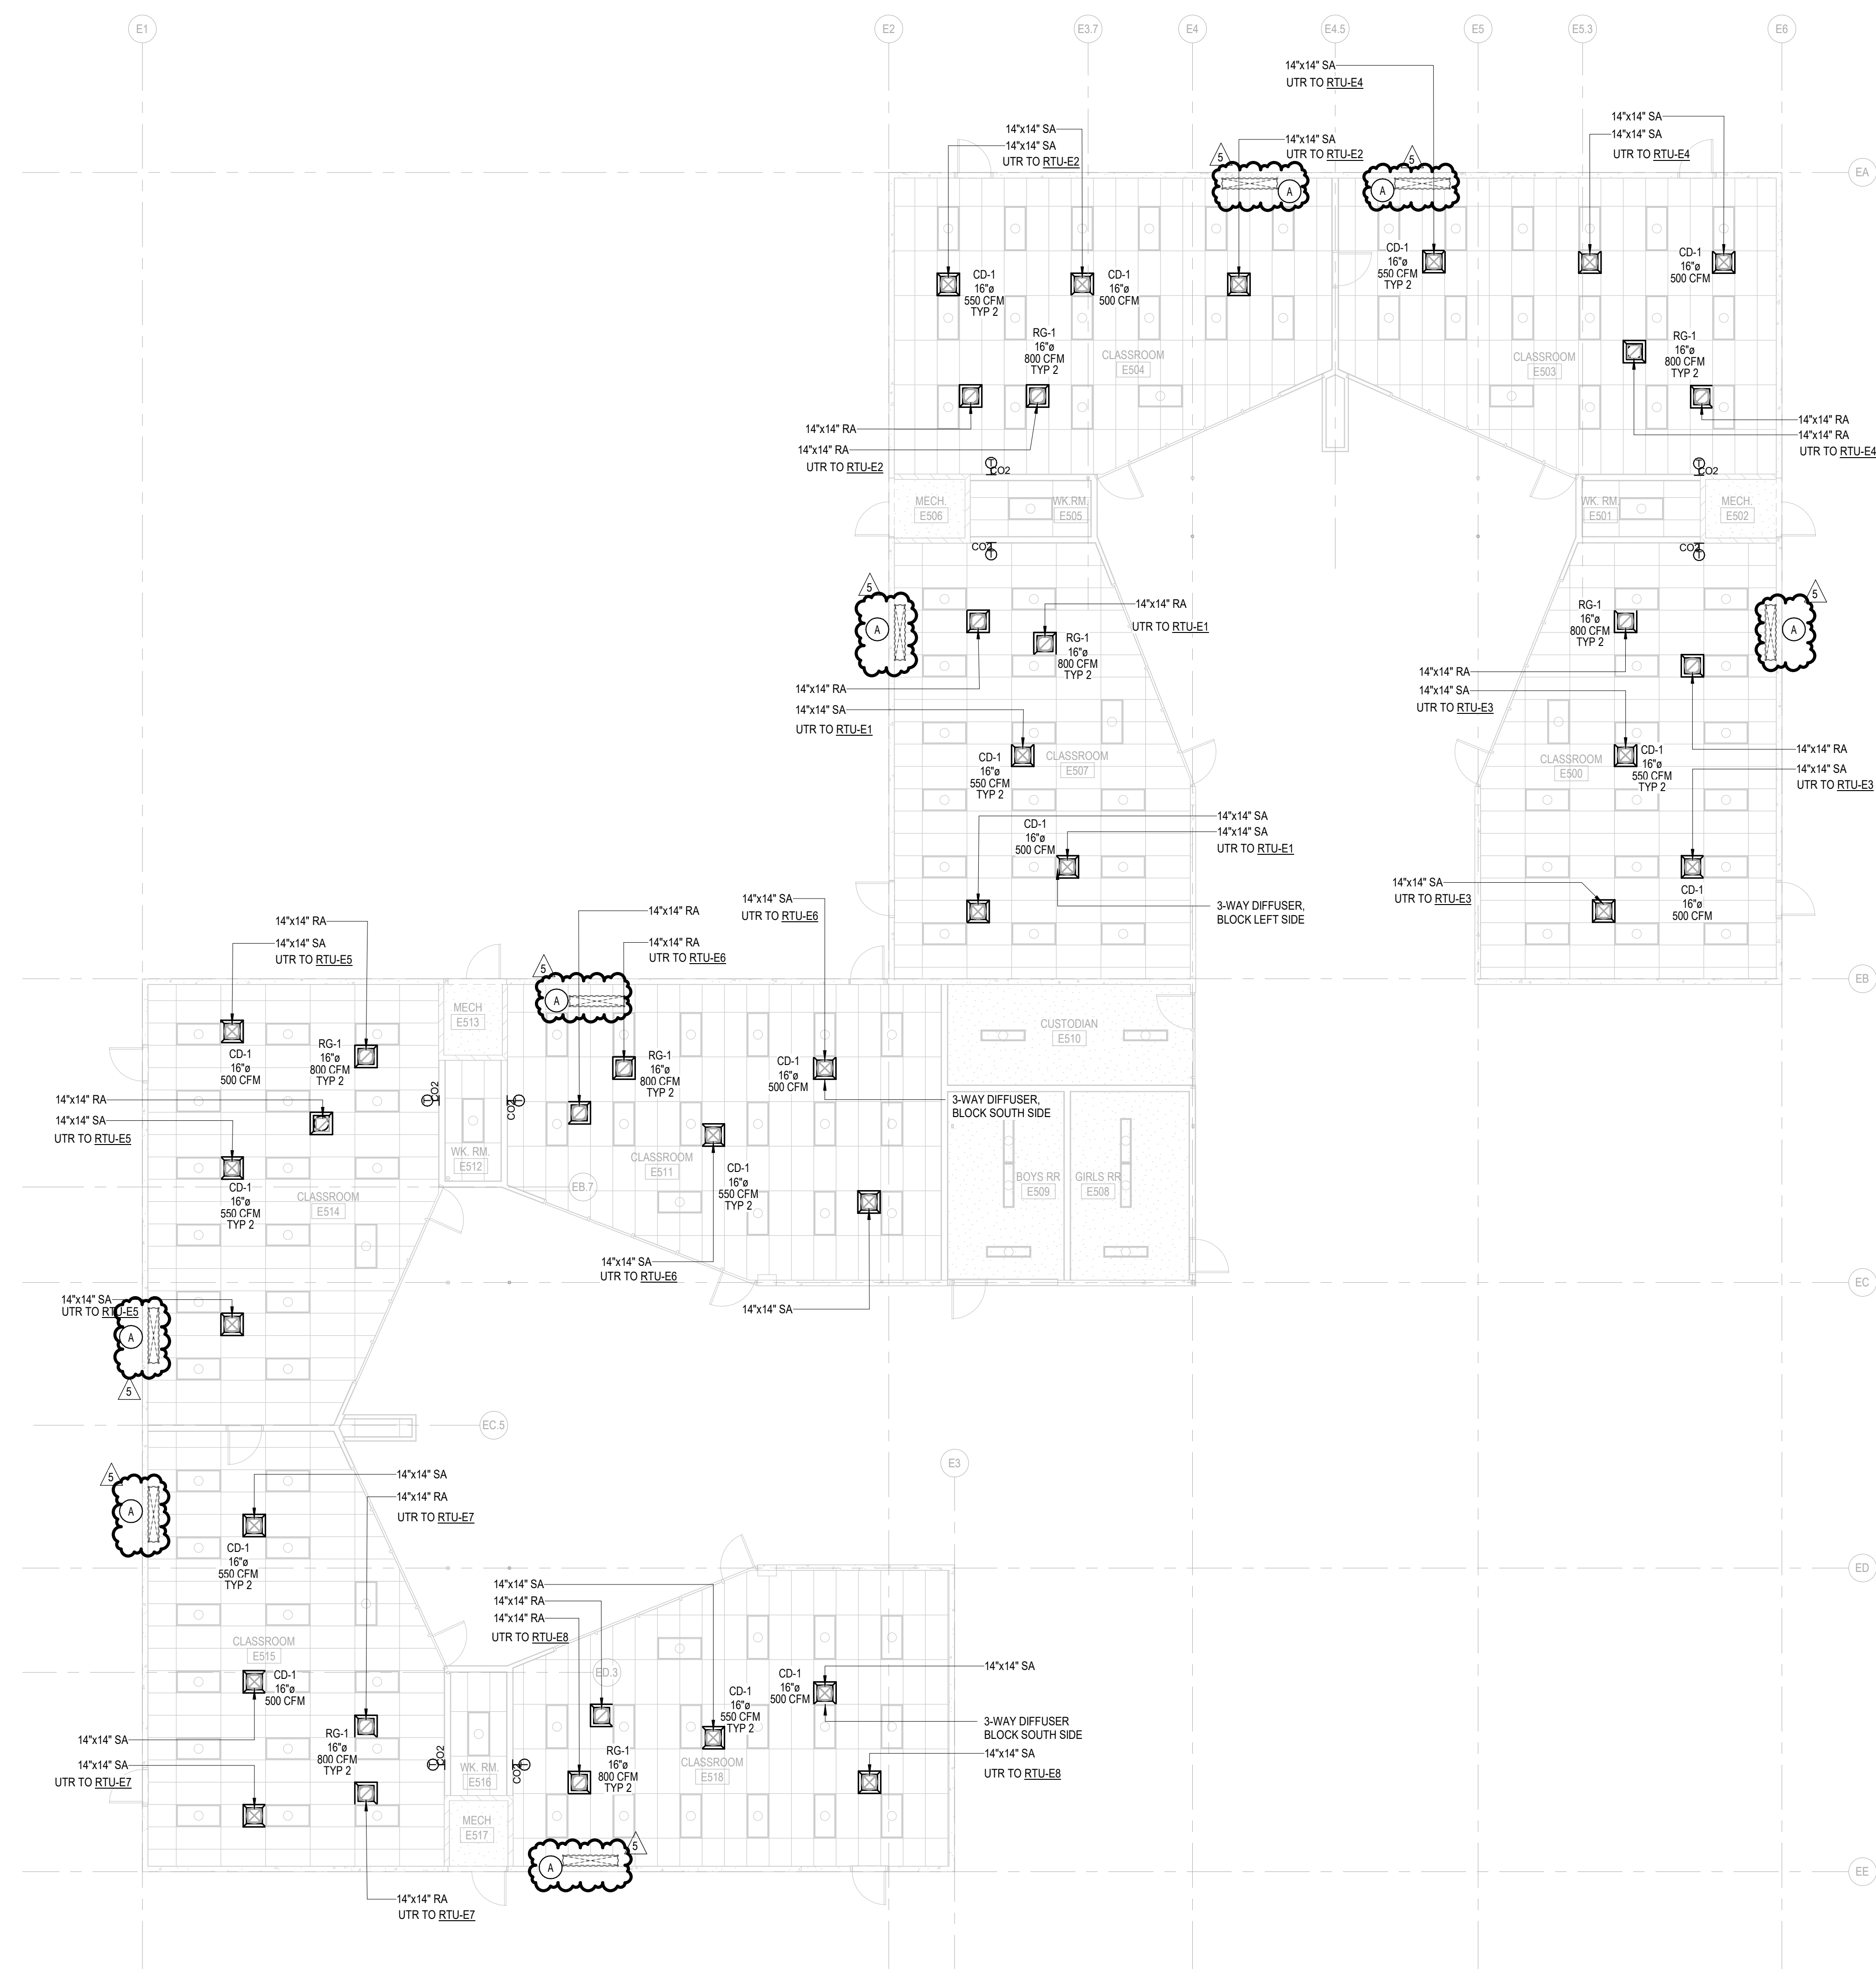 E1
E2
E3.7
E4
E4.5
E5
E5.3
E6
14"x14" SA
UTR TO RTU-E4
14"x14" SA
14"x14" SA
UTR TO RTU-E4
14"x14" SA
14"x14" SA
UTR TO RTU-E2
14"x14" SA
UTR TO RTU-E2
5
5
EA
A
A
CD-1
16"ø
550 CFM
TYP 2
CD-1
16"ø
500 CFM
CD-1
16"ø
550 CFM
TYP 2
CD-1
16"ø
500 CFM
RG-1
16"ø
800 CFM
TYP 2
CLASSROOM
E504
CLASSROOM
E503
RG-1
16"ø
800 CFM
TYP 2
14"x14" RA
14"x14" RA
UTR TO RTU-E2
14"x14" RA
14"x14" RA
UTR TO RTU-E4
T
CO2
T
CO2
MECH.
E506
WK.RM.
E505
WK. RM.
E501
MECH.
E502
CO2
T
CO2
T
5
A
14"x14" RA
UTR TO RTU-E1
RG-1
16"ø
800 CFM
TYP 2
RG-1
16"ø
800 CFM
TYP 2
5
A
14"x14" RA
14"x14" SA
UTR TO RTU-E1
14"x14" RA
14"x14" SA
UTR TO RTU-E3
CD-1
16"ø
550 CFM
TYP 2
CLASSROOM
E507
CLASSROOM
E500
CD-1
16"ø
550 CFM
TYP 2
14"x14" RA
14"x14" SA
UTR TO RTU-E3
CD-1
16"ø
500 CFM
14"x14" SA
14"x14" SA
UTR TO RTU-E1
14"x14" SA
UTR TO RTU-E3
CD-1
16"ø
500 CFM
3-WAY DIFFUSER,
BLOCK LEFT SIDE
14"x14" RA
14"x14" SA
UTR TO RTU-E5
14"x14" RA
14"x14" RA
UTR TO RTU-E6
14"x14" SA
UTR TO RTU-E6
EB
5
A
MECH
E513
CUSTODIAN
E510
CD-1
16"ø
500 CFM
RG-1
16"ø
800 CFM
TYP 2
RG-1
16"ø
800 CFM
TYP 2
CD-1
16"ø
500 CFM
T
CO2
CO2
T
3-WAY DIFFUSER,
BLOCK SOUTH SIDE
14"x14" RA
14"x14" SA
UTR TO RTU-E5
WK. RM.
E512
CLASSROOM
E511
EB.7
CD-1
16"ø
550 CFM
TYP 2
BOYS RR
E509
GIRLS RR
E508
CD-1
16"ø
550 CFM
TYP 2
CLASSROOM
E514
14"x14" SA
UTR TO RTU-E6
14"x14" SA
EC
14"x14" SA
UTR TO RTU-E5
A
5
EC.5
E3
5
A
14"x14" SA
14"x14" RA
UTR TO RTU-E7
CD-1
16"ø
550 CFM
TYP 2
ED
14"x14" SA
14"x14" RA
14"x14" RA
UTR TO RTU-E8
CLASSROOM
E515
CD-1
16"ø
500 CFM
ED.3
CD-1
16"ø
550 CFM
TYP 2
CD-1
16"ø
500 CFM
14"x14" SA
3-WAY DIFFUSER
BLOCK SOUTH SIDE
14"x14" SA
UTR TO RTU-E8
14"x14" SA
14"x14" SA
UTR TO RTU-E7
RG-1
16"ø
800 CFM
TYP 2
T
CO2
WK. RM.
E516
CO2
T
RG-1
16"ø
800 CFM
TYP 2
CLASSROOM
E518
MECH
E517
A
5
EE
14"x14" RA
UTR TO RTU-E7